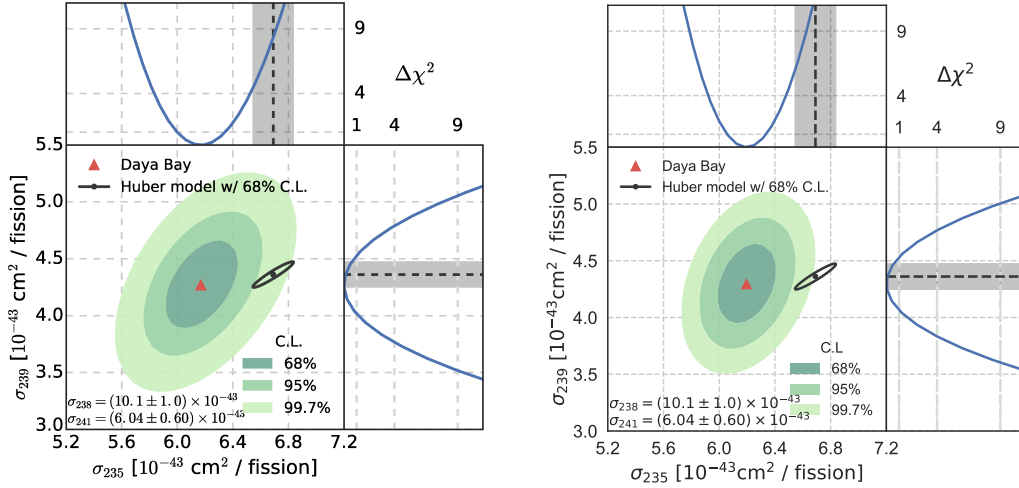 9
4
Δχ²
1 4 9
5.5
5.0
4.5
4.0
3.5
3.0
σ₂₃₉ [10⁻⁴³ cm² / fission]
Daya Bay
Huber model w/ 68% C.L.
C.L.
68%
95%
99.7%
σ₂₃₈ = (10.1 ± 1.0) × 10⁻⁴³
σ₂₄₁ = (6.04 ± 0.60) × 10⁻⁴³
5.2 5.6 6.0 6.4 6.8 7.2
σ₂₃₅ [10⁻⁴³ cm² / fission]
9
4
Δχ²
1 4 9
5.5
5.0
4.5
4.0
3.5
3.0
σ₂₃₉ [10⁻⁴³cm² / fission]
Daya Bay
Huber model w/ 68% C.L.
C.L
68%
95%
99.7%
σ₂₃₈ = (10.1 ± 1.0) × 10⁻⁴³
σ₂₄₁ = (6.04 ± 0.60) × 10⁻⁴³
5.2 5.6 6.0 6.4 6.8 7.2
σ₂₃₅ [10⁻⁴³cm² / fission]